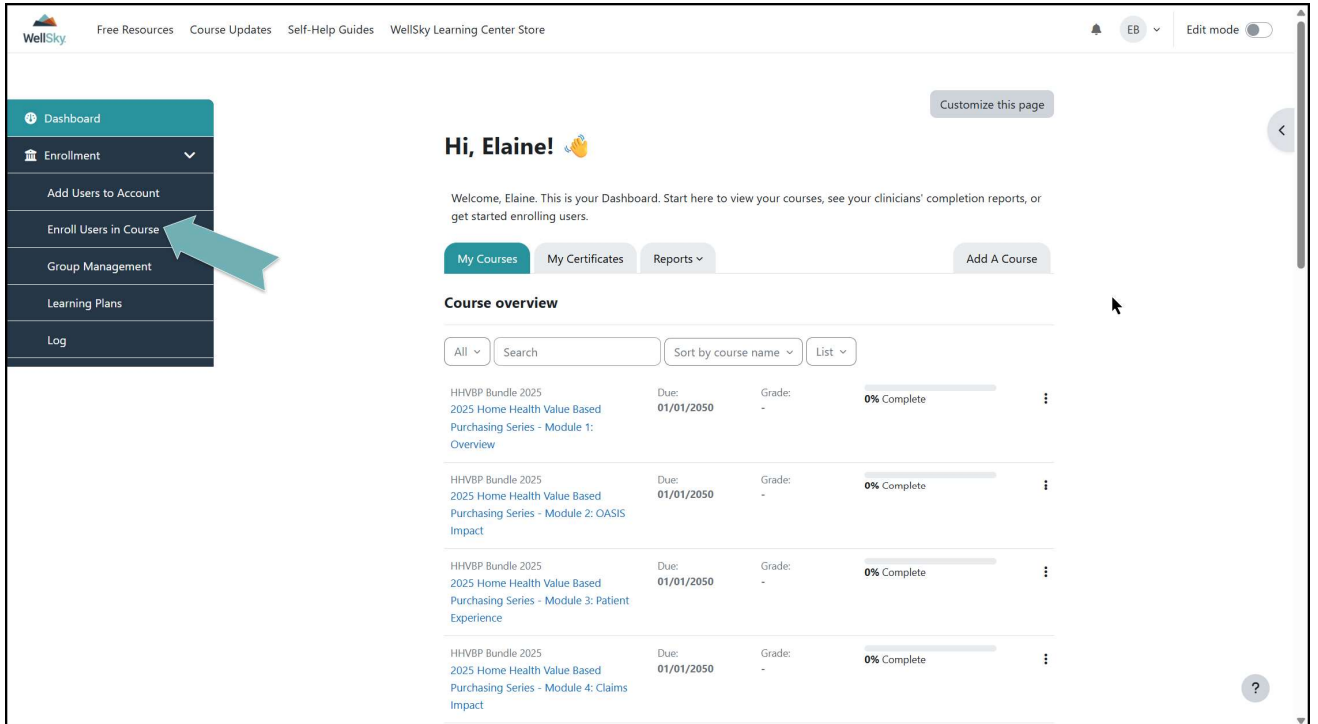 WellSky
Free Resources
Course Updates
Self-Help Guides
WellSky Learning Center Store
EB
Edit mode
Dashboard
Enrollment
Add Users to Account
Enroll Users in Course
Group Management
Learning Plans
Log
Customize this page
Hi, Elaine! 👋
Welcome, Elaine. This is your Dashboard. Start here to view your courses, see your clinicians' completion reports, or
get started enrolling users.
My Courses
My Certificates
Reports
Add A Course
Course overview
All
Search
Sort by course name
List
HHVBP Bundle 2025
2025 Home Health Value Based
Purchasing Series - Module 1:
Overview
Due:
01/01/2050
Grade:
-
0% Complete
HHVBP Bundle 2025
2025 Home Health Value Based
Purchasing Series - Module 2: OASIS
Impact
Due:
01/01/2050
Grade:
-
0% Complete
HHVBP Bundle 2025
2025 Home Health Value Based
Purchasing Series - Module 3: Patient
Experience
Due:
01/01/2050
Grade:
-
0% Complete
HHVBP Bundle 2025
2025 Home Health Value Based
Purchasing Series - Module 4: Claims
Impact
Due:
01/01/2050
Grade:
-
0% Complete
?